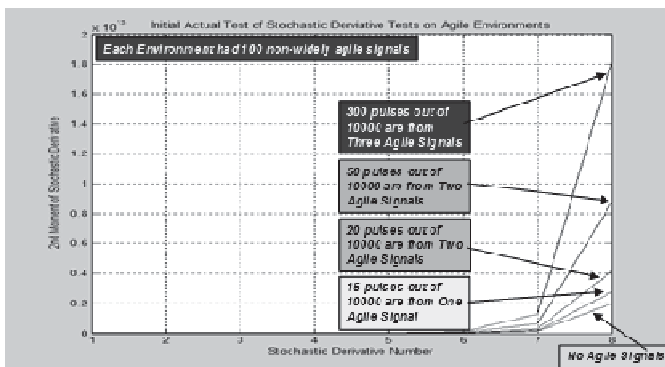 Initial Actual Test of Stochastic Derivative Tests on Agile Environments
x 10
2
Each Environment had 100 non-widely agile signals
1.8
1.6
1.4
1.2
1
0.8
0.6
0.4
0.2
0
2nd Moment of Stochastic Derivative
300 pulses out of
10000 are from
Three Agile Signals
50 pulses out of
10000 are from Two
Agile Signals
20 pulses out of
10000 are from Two
Agile Signals
15 pulses out of
10000 are from One
Agile Signal
1 2 3 4 5 6 7 8
Stochastic Derivative Number
No Agile Signals